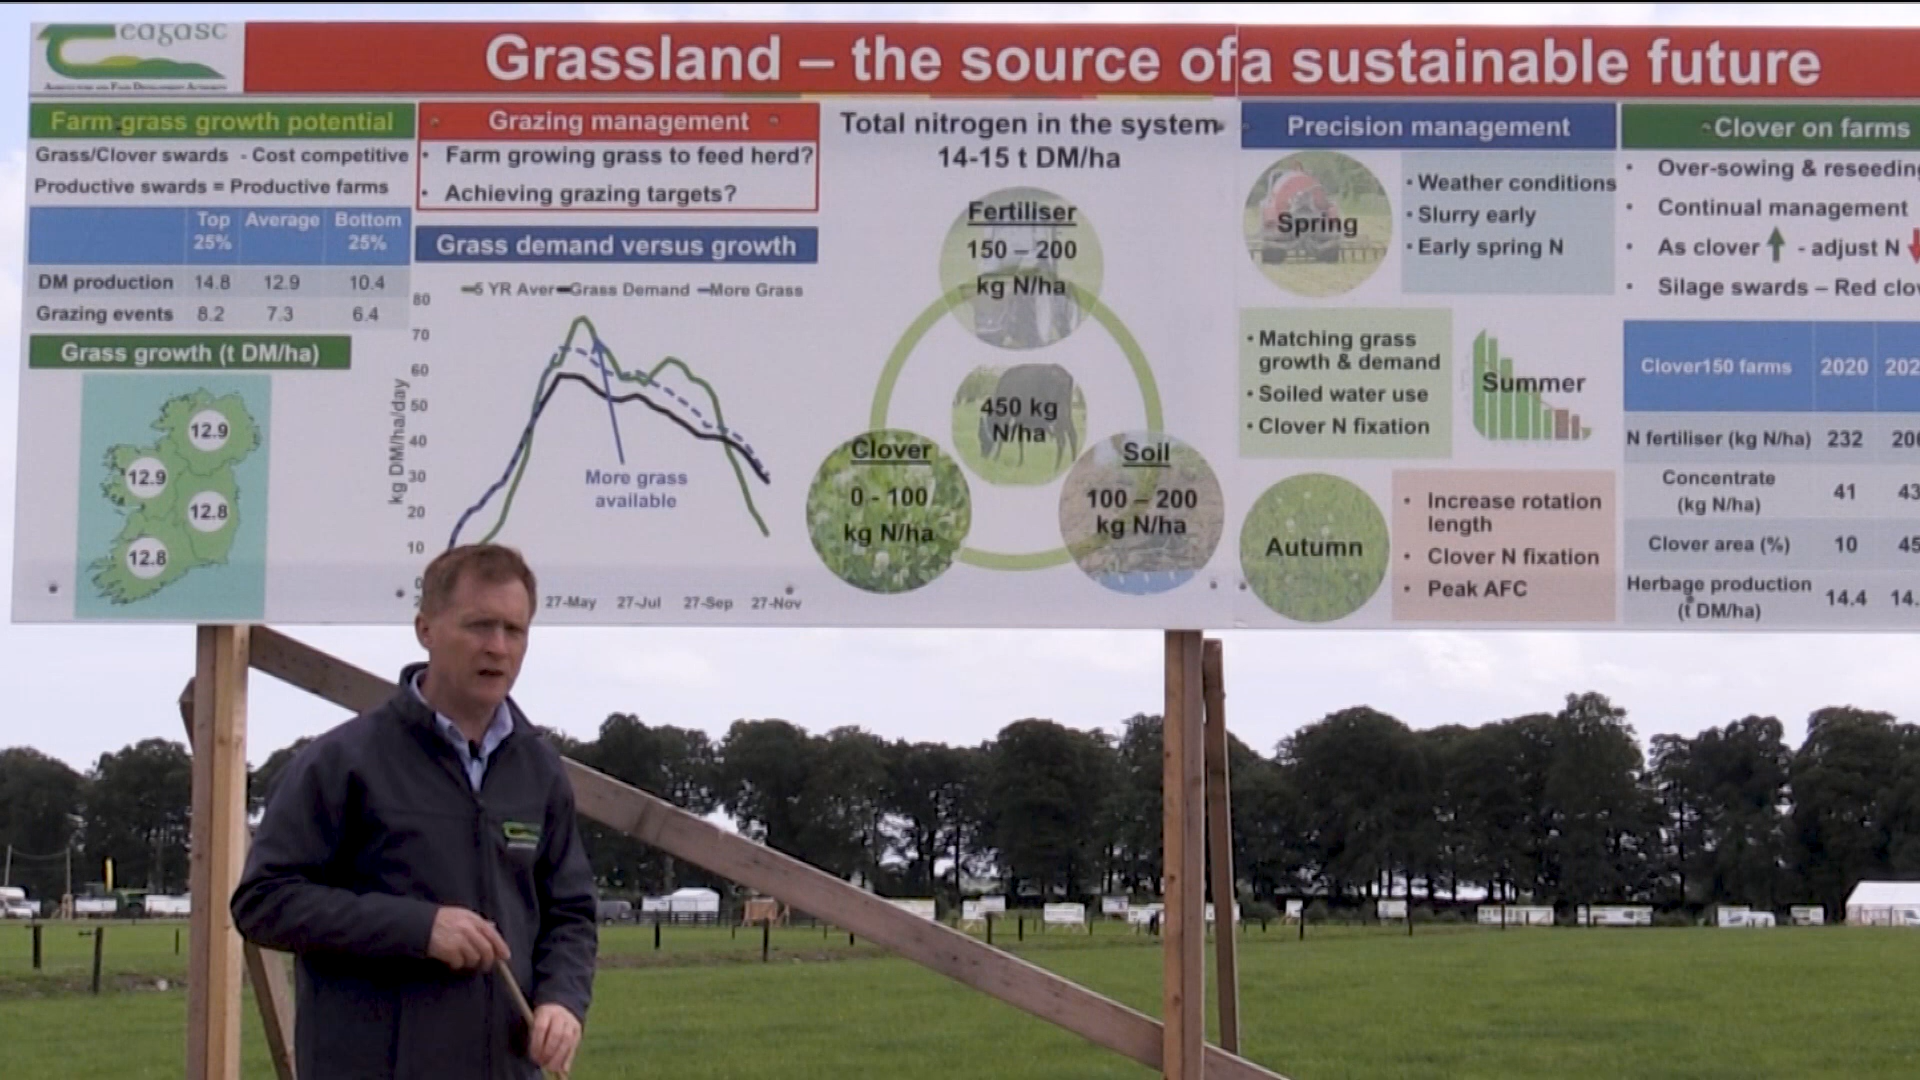 eagasc
Grassland – the source of a sustainable future
Farm grass growth potential
Grass/Clover swards - Cost competitive
Productive swards = Productive farms
Top 25% Average Bottom 25%
DM production 14.8 12.9 10.4
Grazing events 8.2 7.3 6.4
Grass growth (t DM/ha)
12.9
12.9
12.8
12.8
Grazing management
• Farm growing grass to feed herd?
• Achieving grazing targets?
Grass demand versus growth
5 YR Aver Grass Demand More Grass
80
70
60
50
40
30
20
10
0
kg DM/ha/day
More grass
available
27-May 27-Jul 27-Sep 27-Nov
Total nitrogen in the system
14-15 t DM/ha
Fertiliser
150 – 200
kg N/ha
450 kg
N/ha
Clover
0 - 100
kg N/ha
Soil
100 – 200
kg N/ha
Precision management
Spring
• Weather conditions
• Slurry early
• Early spring N
• Matching grass
growth & demand
• Soiled water use
• Clover N fixation
Summer
Autumn
• Increase rotation
length
• Clover N fixation
• Peak AFC
Clover on farms
• Over-sowing & reseeding
• Continual management
• As clover - adjust N
• Silage swards – Red clov
Clover150 farms 2020 202
N fertiliser (kg N/ha) 232 200
Concentrate
(kg N/ha) 41 43
Clover area (%) 10 45
Herbage production
(t DM/ha) 14.4 14.